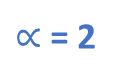 ∝ = 2